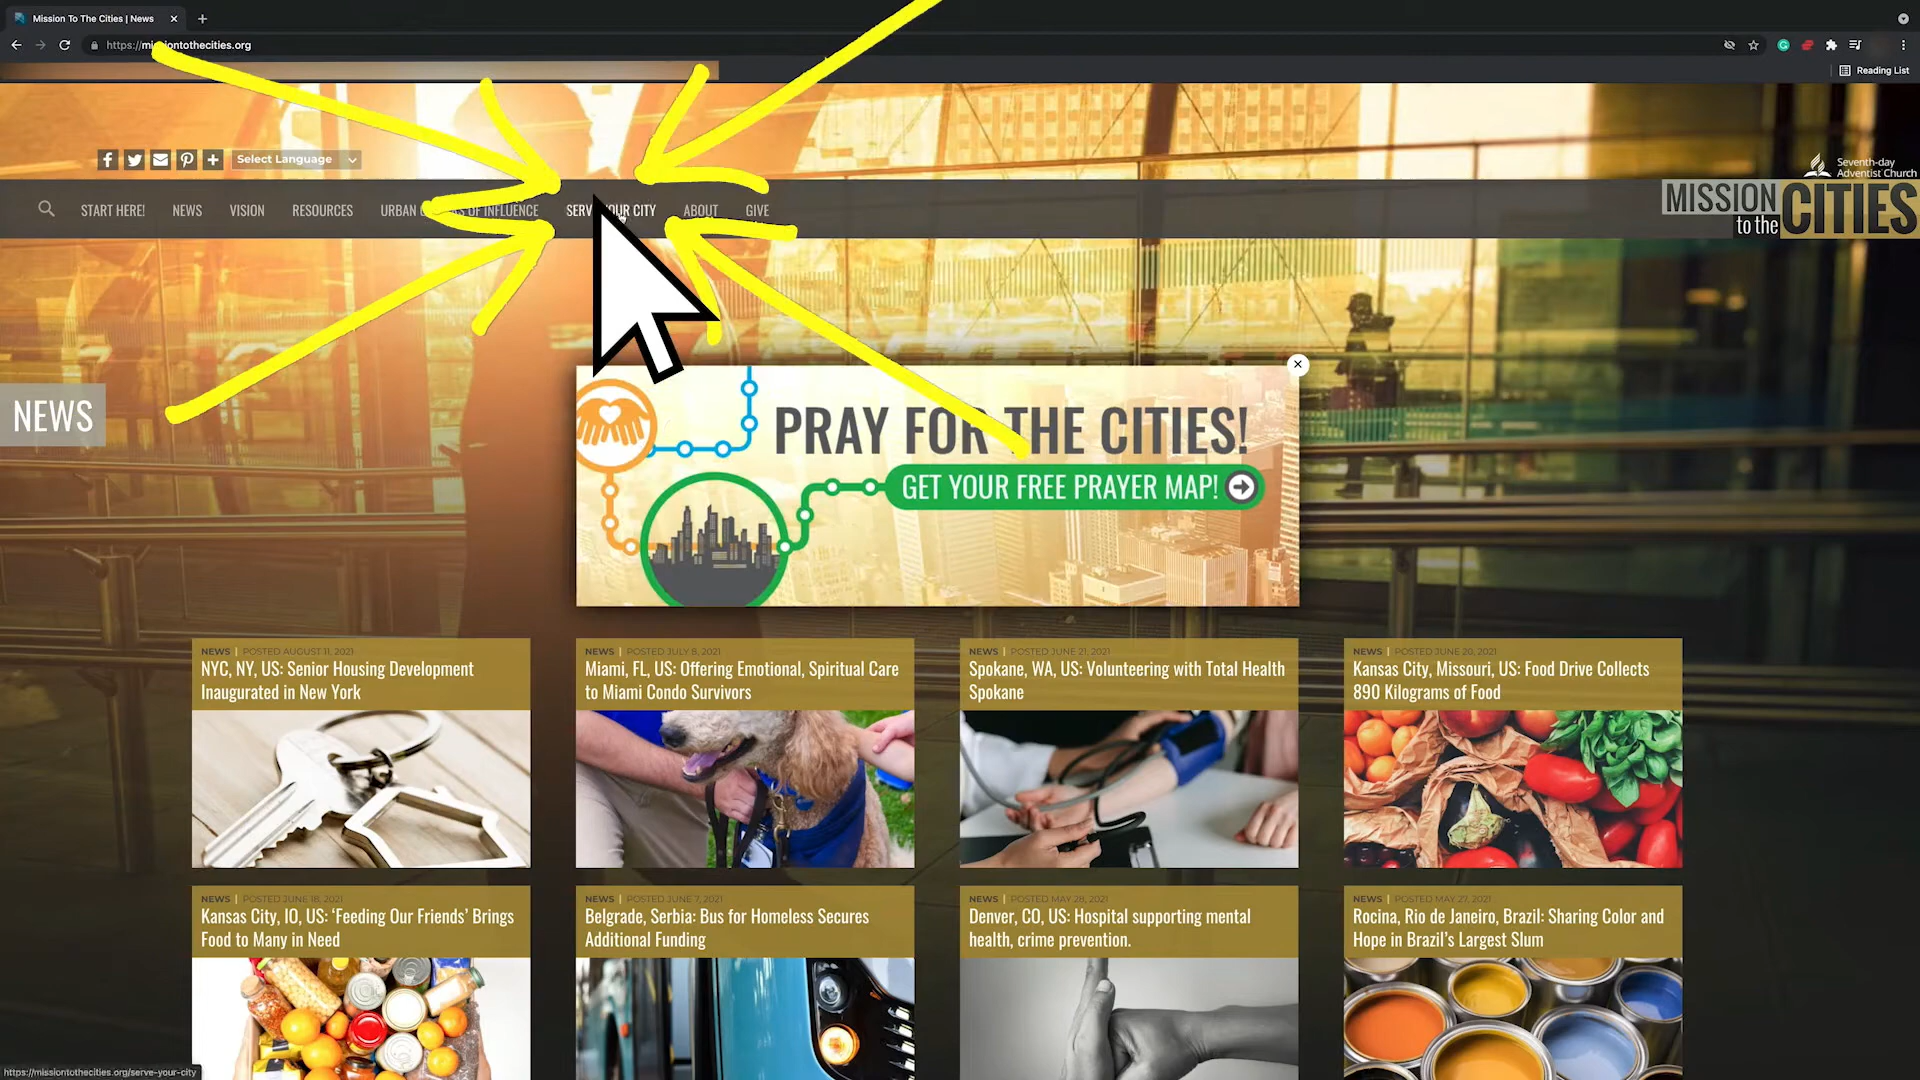 Mission To The Cities | News
https://missiontothecities.org
Reading List
Select Language
Seventh-day
Adventist Church
START HERE!
NEWS
VISION
RESOURCES
URBAN OF INFLUENCE
SERVE YOUR CITY
ABOUT
GIVE
MISSION
to the
CITIES
NEWS
PRAY FOR THE CITIES!
GET YOUR FREE PRAYER MAP!
NEWS | POSTED AUGUST 11, 2021
NYC, NY, US: Senior Housing Development
Inaugurated in New York
NEWS | POSTED JULY 8, 2021
Miami, FL, US: Offering Emotional, Spiritual Care
to Miami Condo Survivors
NEWS | POSTED JUNE 21, 2021
Spokane, WA, US: Volunteering with Total Health
Spokane
NEWS | POSTED JUNE 20, 2021
Kansas City, Missouri, US: Food Drive Collects
890 Kilograms of Food
NEWS | POSTED JUNE 18, 2021
Kansas City, IO, US: ‘Feeding Our Friends’ Brings
Food to Many in Need
NEWS | POSTED JUNE 7, 2021
Belgrade, Serbia: Bus for Homeless Secures
Additional Funding
NEWS | POSTED MAY 28, 2021
Denver, CO, US: Hospital supporting mental
health, crime prevention.
NEWS | POSTED MAY 27, 2021
Rocina, Rio de Janeiro, Brazil: Sharing Color and
Hope in Brazil’s Largest Slum
https://missiontothecities.org/serve-your-city